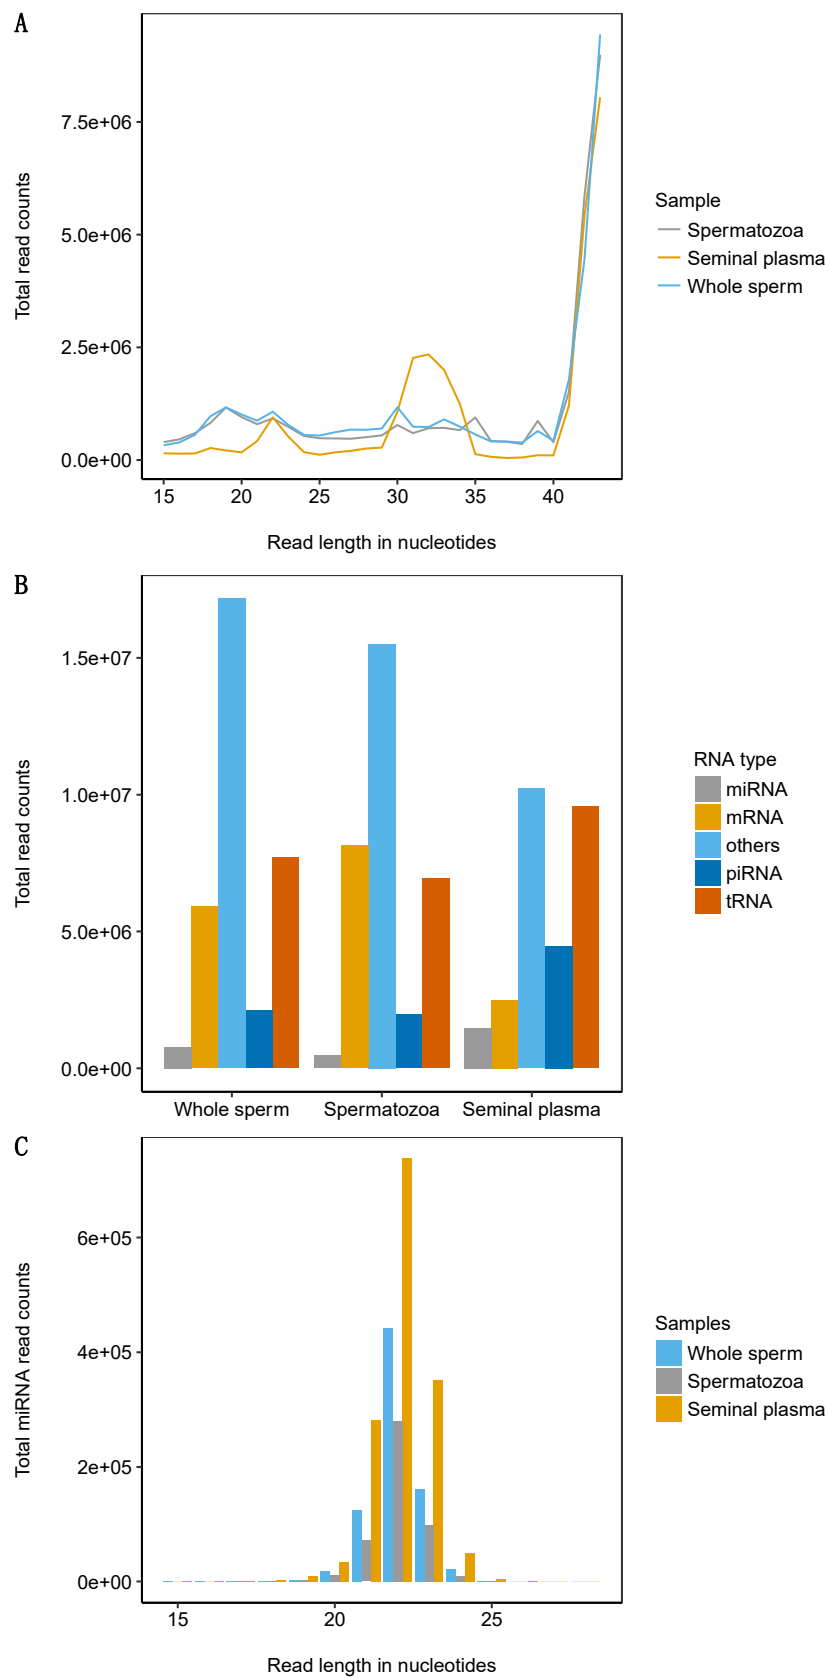 A
7.5e+06
5.0e+06
2.5e+06
0.0e+00
Total read counts
15 20 25 30 35 40
Read length in nucleotides
Sample
Spermatozoa
Seminal plasma
Whole sperm
B
1.5e+07
1.0e+07
5.0e+06
0.0e+00
Total read counts
Whole sperm Spermatozoa Seminal plasma
RNA type
miRNA
mRNA
others
piRNA
tRNA
C
6e+05
4e+05
2e+05
0e+00
Total miRNA read counts
15 20 25
Read length in nucleotides
Samples
Whole sperm
Spermatozoa
Seminal plasma